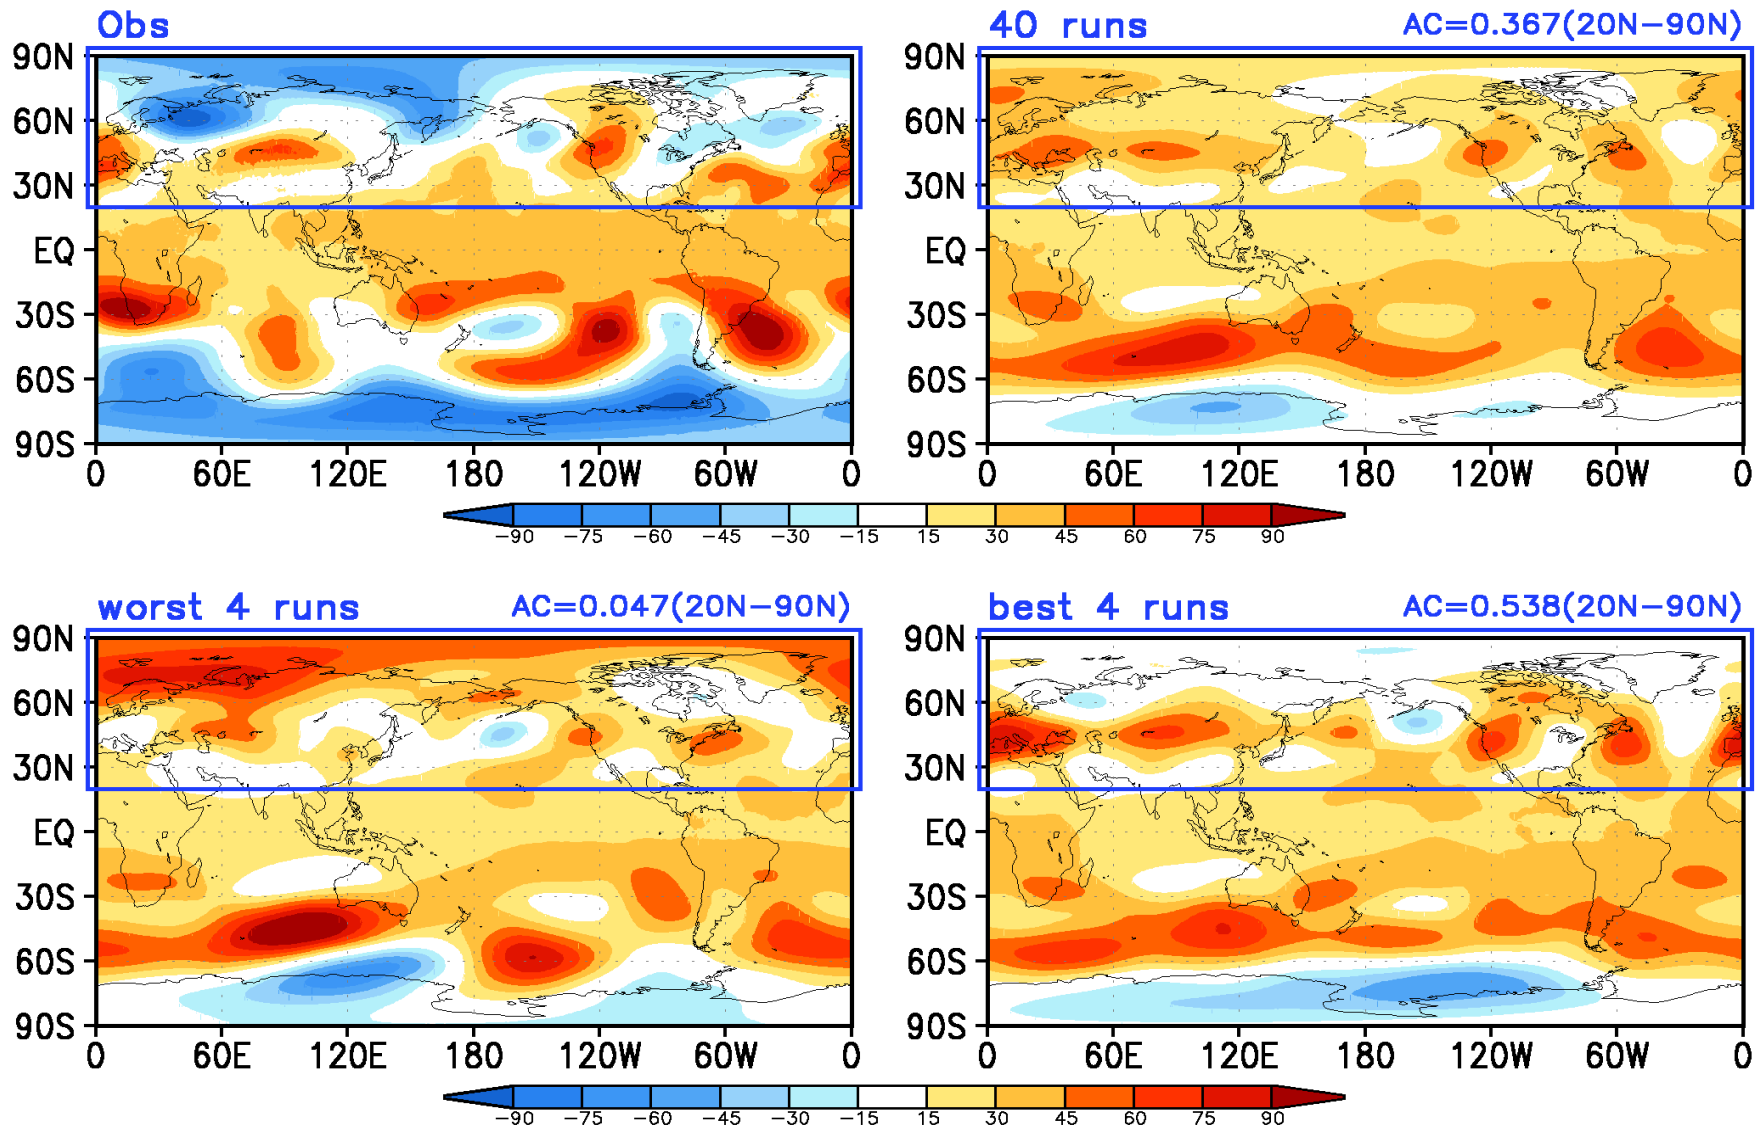 Obs
40 runs AC=0.367(20N−90N)
90N
60N
30N
EQ
30S
60S
90S
0 60E 120E 180 120W 60W 0
0 60E 120E 180 120W 60W 0
−90 −75 −60 −45 −30 −15 15 30 45 60 75 90
worst 4 runs AC=0.047(20N−90N)
best 4 runs AC=0.538(20N−90N)
90N
60N
30N
EQ
30S
60S
90S
90N
60N
30N
EQ
30S
60S
90S
90N
60N
30N
EQ
30S
60S
90S
0 60E 120E 180 120W 60W 0
0 60E 120E 180 120W 60W 0
−90 −75 −60 −45 −30 −15 15 30 45 60 75 90